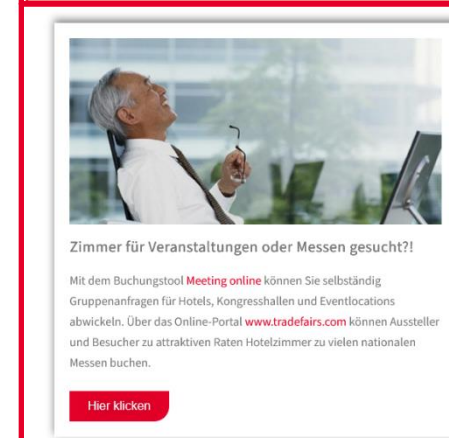 Zimmer für Veranstaltungen oder Messen gesucht?!
Mit dem Buchungstool Meeting online können Sie selbständig
Gruppenanfragen für Hotels, Kongresshallen und Eventlocations
abwickeln. Über das Online-Portal www.tradefairs.com können Aussteller
und Besucher zu attraktiven Raten Hotelzimmer zu vielen nationalen
Messen buchen.
Hier klicken